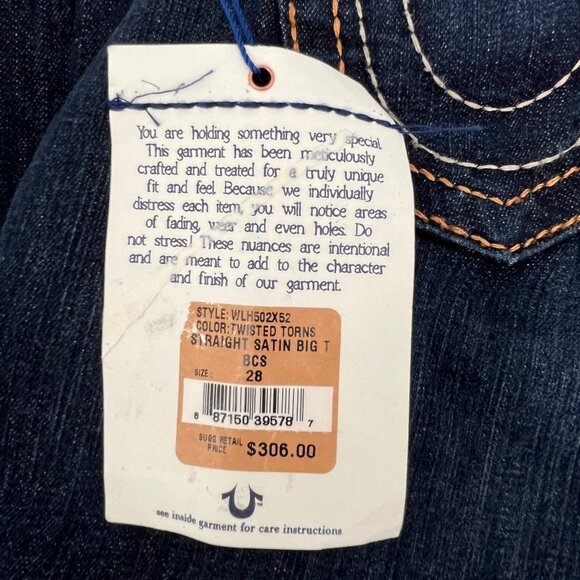 You are holding something very special.
This garment has been meticulously
crafted and treated for a truly unique
fit and feel. Because we individually
distress each item, you will notice areas
of fading, wear and even holes. Do
not stress! These nuances are intentional
and are meant to add to the character
and finish of our garment.
STYLE: WLH502X52
COLOR: TWISTED TORNS
STRAIGHT SATIN BIG T
BCS
SIZE: 28
8 87150 39578 7
SUGG RETAIL
PRICE $306.00
see inside garment for care instructions